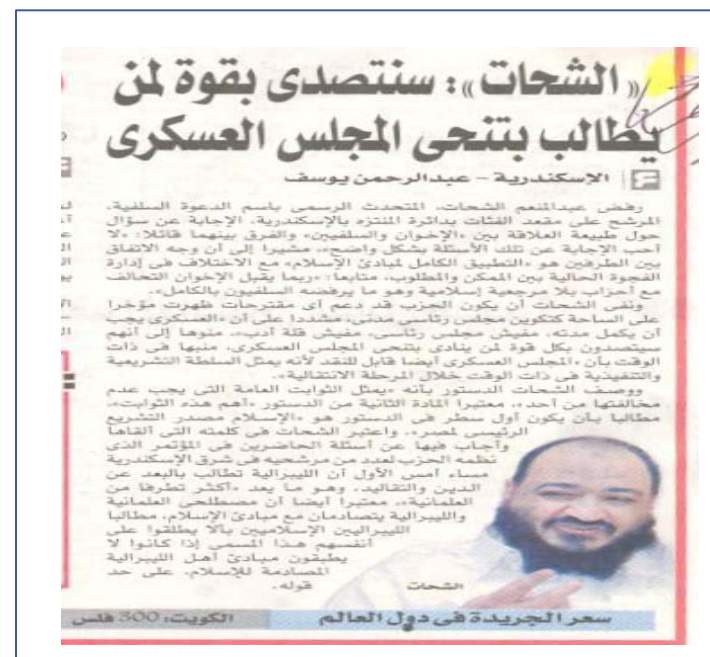 «الشحات»: سنتصدى بقوة لمن
يطالب بتنحى المجلس العسكرى
الإسكندرية - عبدالرحمن يوسف
رفض عبدالمنعم الشحات، المتحدث الرسمى باسم الدعوة السلفية،
المرشح على مقعد الفئات بدائرة المنتزه بالإسكندرية، الإجابة عن سؤال
حول طبيعة العلاقة بين «الإخوان والسلفيين» والفرق بينهما قائلا: «لا
أحب الإجابة عن تلك الأسئلة بشكل واضح»، مشيرا إلى أن وجه الاتفاق
بين الطرفين هو «التطبيق الكامل لمبادئ الإسلام» مع الاختلاف فى إدارة
الفجوة الحالية بين الممكن والمطلوب، متابعا: «ربما يقبل الإخوان التحالف
مع أحزاب بلا مرجعية إسلامية وهو ما يرفضه السلفيون بالكامل».
ونفى الشحات أن يكون الحزب قد دعم أى مقترحات ظهرت مؤخرا
على الساحة كتكوين مجلس رئاسى مدنى، مشددا على أن «العسكرى يجب
أن يكمل مدته، مفيش مجلس رئاسى، مفيش قلة أدب»، منوها إلى أنهم
سيتصدون بكل قوة لمن ينادى بتنحى المجلس العسكرى، منبها فى ذات
الوقت بأن «المجلس العسكرى أيضا قابل للنقد لأنه يمثل السلطة التشريعية
والتنفيذية فى ذات الوقت خلال المرحلة الانتقالية».
ووصف الشحات الدستور بأنه «يمثل الثوابت العامة التى يجب عدم
مخالفتها من أحد»، معتبرا المادة الثانية من الدستور «أهم هذه الثوابت»،
مطالبا بأن يكون أول سطر فى الدستور هو «الإسلام مصدر التشريع
الرئيسى لمصر»، واعتبر الشحات فى كلمته التى ألقاها
وأجاب فيها عن أسئلة الحاضرين فى المؤتمر الذى
نظمه الحزب لعدد من مرشحيه فى شرق الإسكندرية
مساء أمس الأول أن الليبرالية تطالب بالبعد عن
الدين والتقاليد، وهو ما يعد «أكثر تطرفا من
العلمانية»، معتبرا أيضا أن مصطلحى العلمانية
والليبرالية يتصادمان مع مبادئ الإسلام، مطالبا
الليبراليين الإسلاميين بألا يطلقوا على
أنفسهم هذا المسمى إذا كانوا لا
يطبقون مبادئ أهل الليبرالية
المصادمة للإسلام، على حد
قوله.
الشحات
سعر الجريدة فى دول العالم
الكويت: 300 فلس